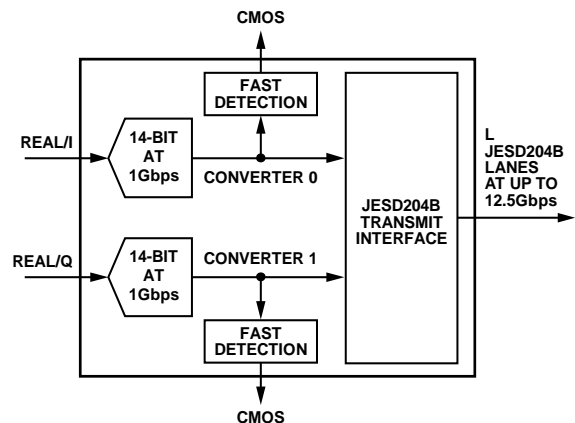 CMOS
FAST
DETECTION
REAL/I
14-BIT
AT
1Gbps
CONVERTER 0
L
JESD204B
LANES
AT UP TO
12.5Gbps
JESD204B
TRANSMIT
INTERFACE
REAL/Q
14-BIT
AT
1Gbps
CONVERTER 1
FAST
DETECTION
CMOS